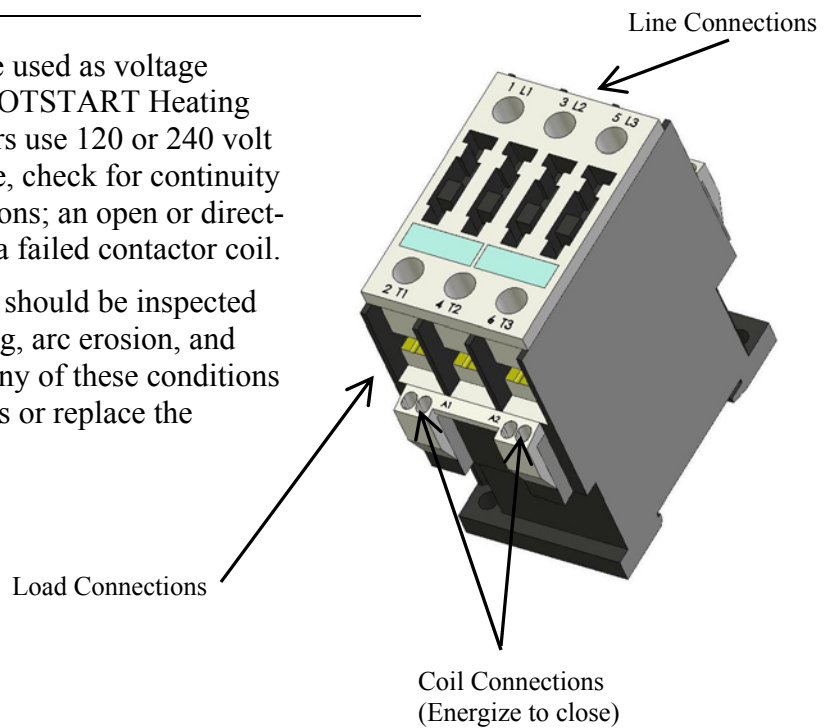 Line Connections
e used as voltage
OTSTART Heating
rs use 120 or 240 volt
e, check for continuity
ons; an open or direct-
a failed contactor coil.
should be inspected
g, arc erosion, and
ny of these conditions
s or replace the
1 L1 3 L2 5 L3
2 T1 4 T2 6 T3
A1 A2
Load Connections
Coil Connections
(Energize to close)